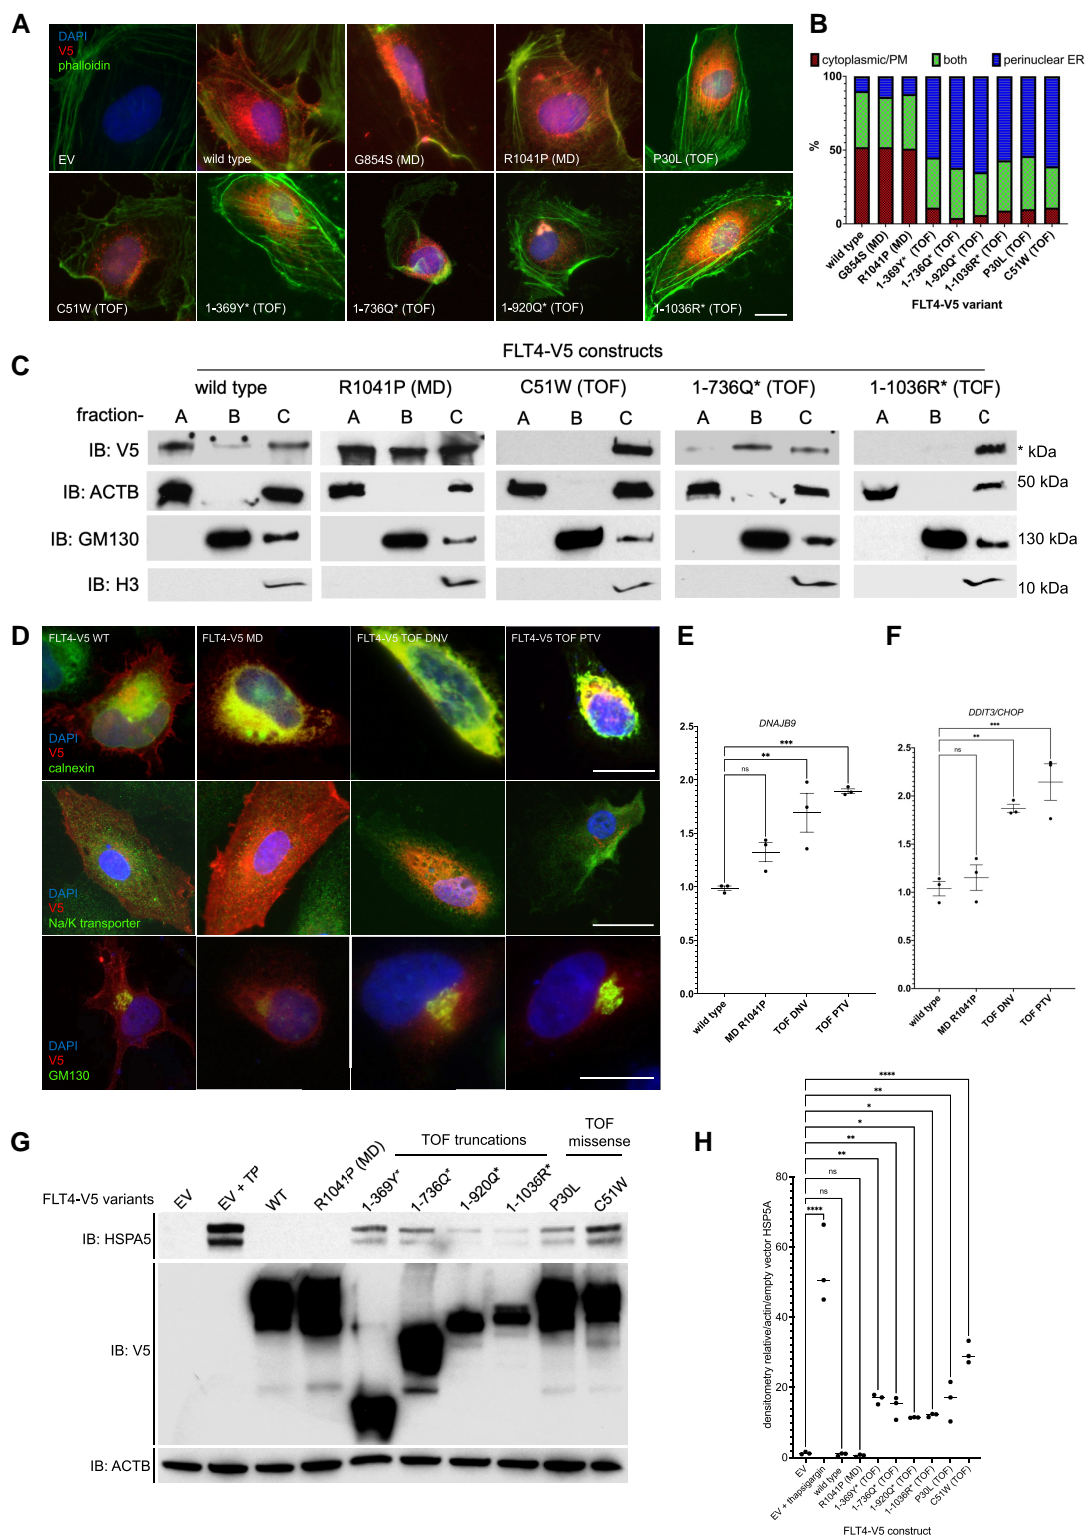 A
DAPI
V5
phalloidin
EV
wild type
G854S (MD)
R1041P (MD)
P30L (TOF)
C51W (TOF)
1-369Y* (TOF)
1-736Q* (TOF)
1-920Q* (TOF)
1-1036R* (TOF)
B
cytoplasmic/PM
both
perinuclear ER
100
50
0
%
wild type
G854S (MD)
R1041P (MD)
1-369Y* (TOF)
1-736Q* (TOF)
1-920Q* (TOF)
1-1036R* (TOF)
P30L (TOF)
C51W (TOF)
FLT4-V5 variant
C
FLT4-V5 constructs
wild type
R1041P (MD)
C51W (TOF)
1-736Q* (TOF)
1-1036R* (TOF)
fraction- A B C A B C A B C A B C A B C
IB: V5
* kDa
IB: ACTB
50 kDa
IB: GM130
130 kDa
IB: H3
10 kDa
D
FLT4-V5 WT
FLT4-V5 MD
FLT4-V5 TOF DNV
FLT4-V5 TOF PTV
DAPI
V5
calnexin
DAPI
V5
Na/K transporter
DAPI
V5
GM130
E
DNAJB9
2.5
2.0
1.5
1.0
0.5
0.0
ns
**
***
wild type
MD R1041P
TOF DNV
TOF PTV
F
DDIT3/CHOP
2.5
2.0
1.5
1.0
0.5
0.0
ns
**
***
wild type
MD R1041P
TOF DNV
TOF PTV
G
TOF truncations
TOF
missense
FLT4-V5 variants
EV
EV + TP
WT
R1041P (MD)
1-369Y*
1-736Q*
1-920Q*
1-1036R*
P30L
C51W
IB: HSPA5
IB: V5
IB: ACTB
H
****
**
*
*
**
**
ns
ns
****
densitometry relative/actin/empty vector HSP5A
80
60
40
20
0
EV
EV + thapsigargin
wild type
R1041P (MD)
1-369Y* (TOF)
1-736Q* (TOF)
1-920Q* (TOF)
1-1036R* (TOF)
P30L (TOF)
C51W (TOF)
FLT4-V5 construct